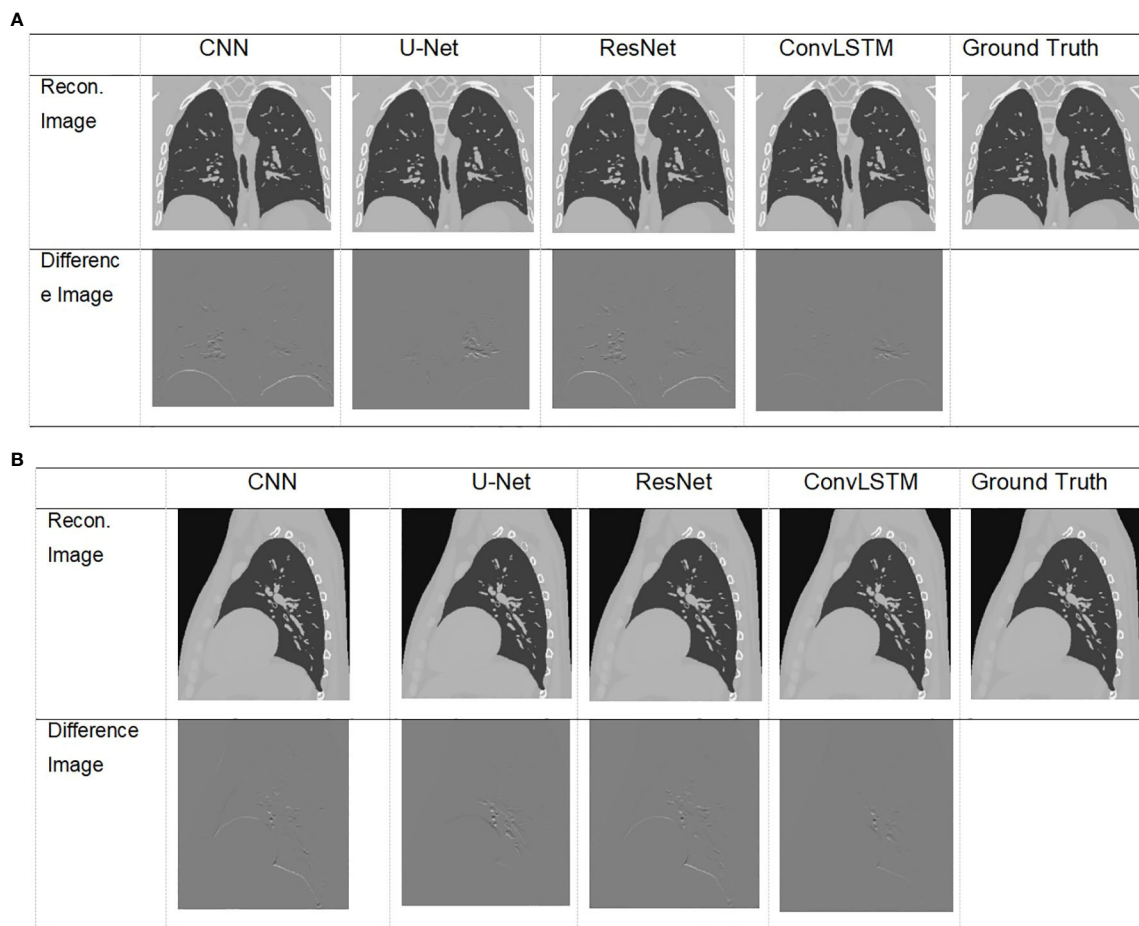 A
CNN U-Net ResNet ConvLSTM Ground Truth
Recon.
Image
Differenc
e Image
B
CNN U-Net ResNet ConvLSTM Ground Truth
Recon.
Image
Difference
Image